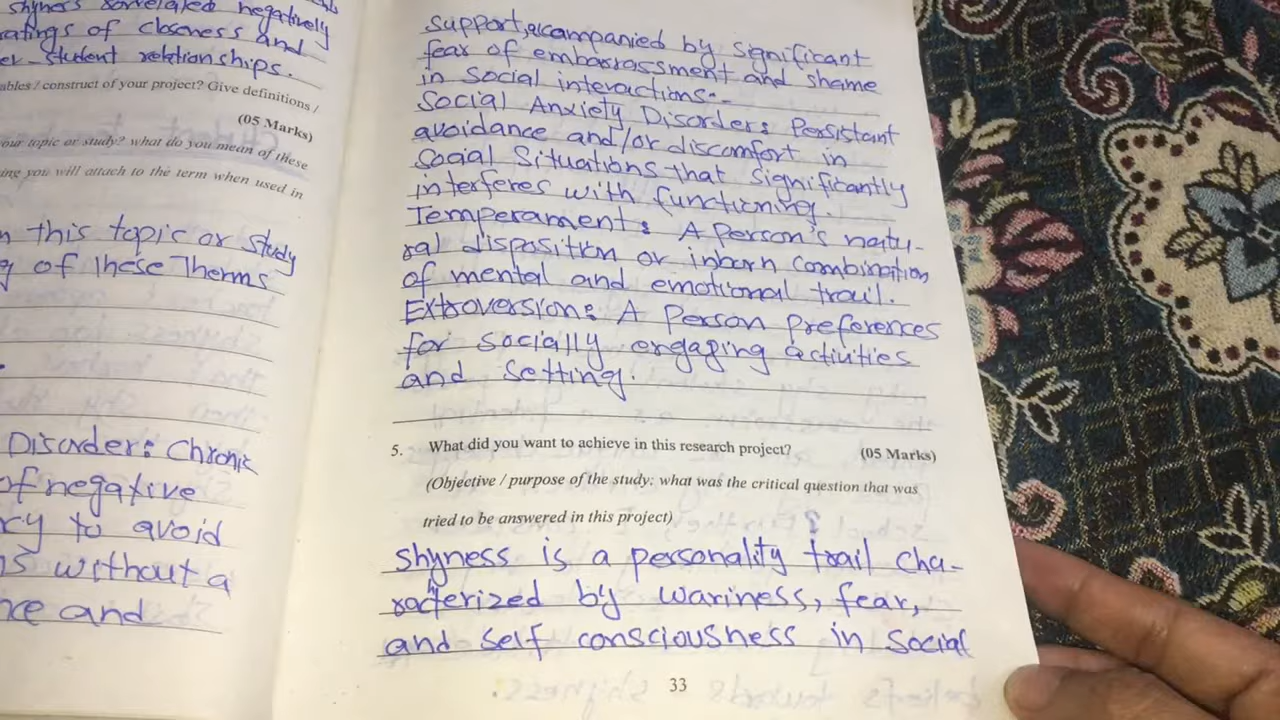 shyness correlated negatively
ratings of closeness and
er-student relationships.
ables / construct of your project? Give definitions /
(05 Marks)
our topic or study? what do you mean of these
ing you will attach to the term when used in
n this topic or study
g of these Therms
Disorder: Chronic
of negative
cy to avoid
ns without a
nce and
Support, accompanied by significant
fear of embarrassment and shame
in Social interactions.-
Social Anxiety Disorder: Persistant
avoidance and/or discomfort in
Social Situations that Significantly
interferes with functioning.
Temperament: A Person's natu-
ral disposition or inborn Combination
of mental and emotional trail.
Extroversion: A Person Preferences
for Socially engaging activities
and Setting.
5. What did you want to achieve in this research project? (05 Marks)
(Objective / purpose of the study; what was the critical question that was
tried to be answered in this project)
Shyness is a personality trail Cha-
racterized by wariness, fear,
and Self consciousness in Social
33